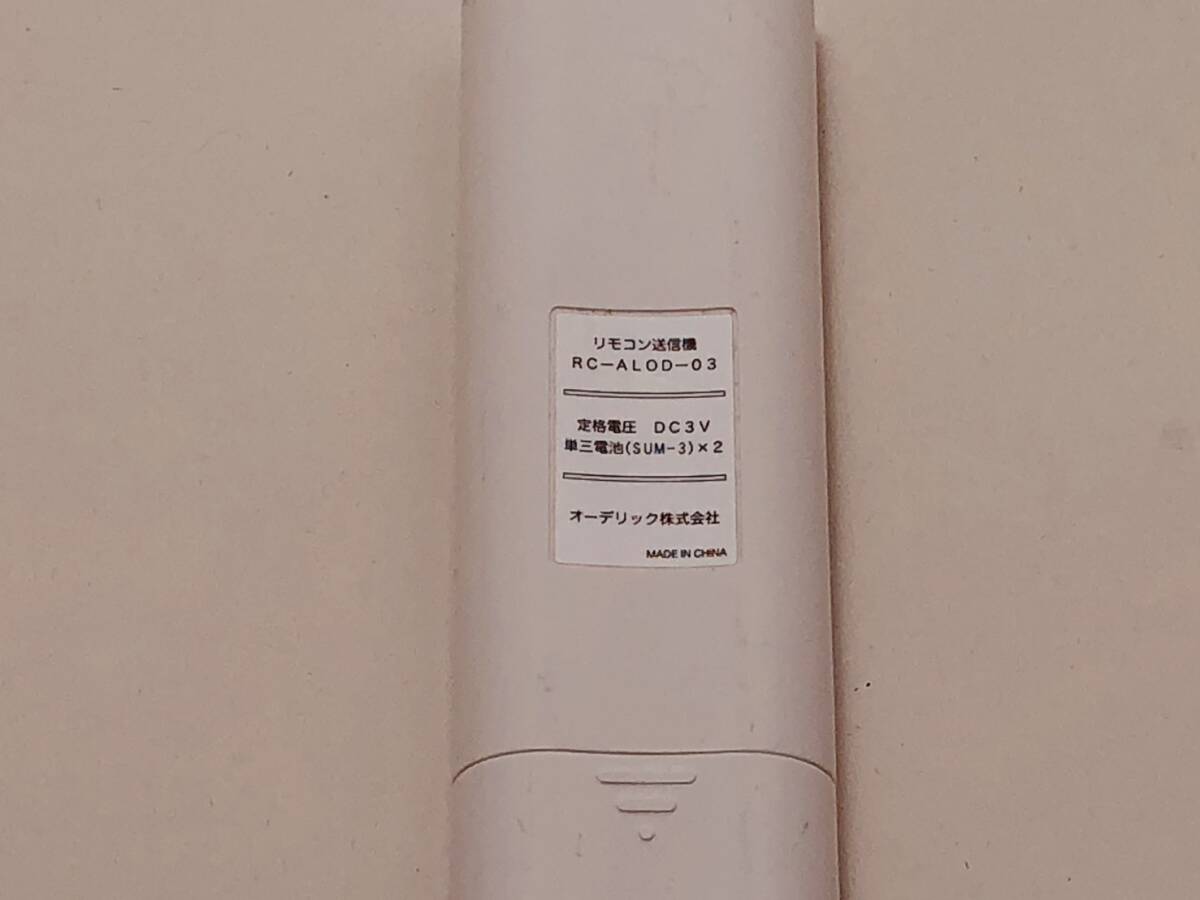 リモコン送信機
RC-ALOD-03
定格電圧 DC3V
単三電池(SUM-3)×2
オーデリック株式会社
MADE IN CHINA